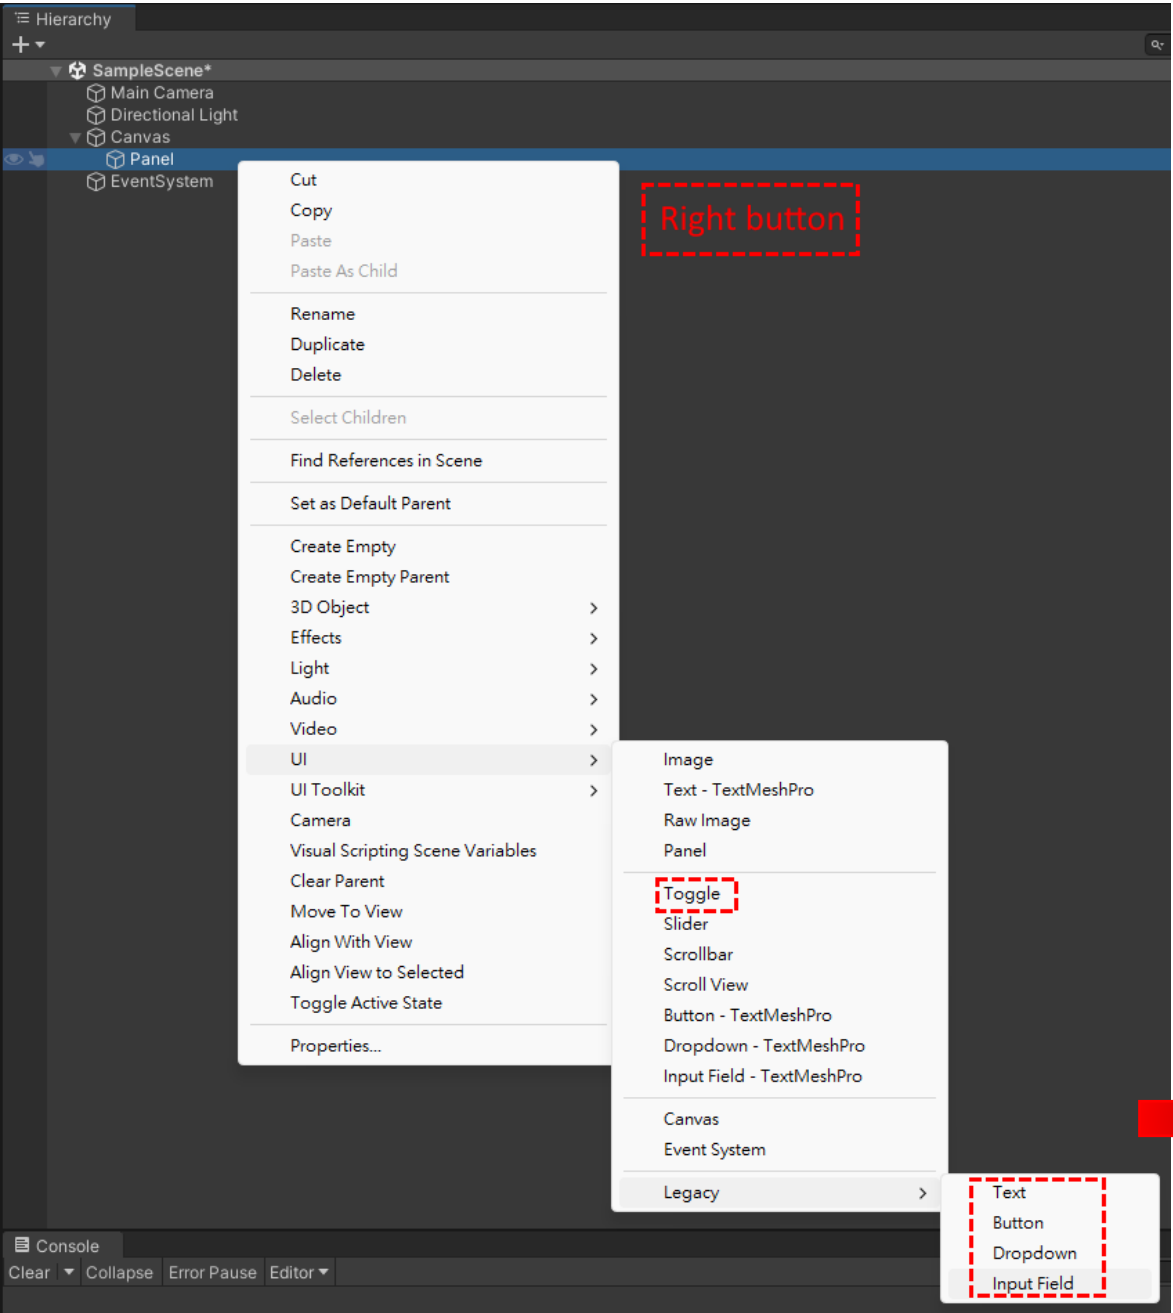 Hierarchy
SampleScene*
Main Camera
Directional Light
Canvas
Panel
EventSystem
Right button
Cut
Copy
Paste
Paste As Child
Rename
Duplicate
Delete
Select Children
Find References in Scene
Set as Default Parent
Create Empty
Create Empty Parent
3D Object
Effects
Light
Audio
Video
UI
UI Toolkit
Camera
Visual Scripting Scene Variables
Clear Parent
Move To View
Align With View
Align View to Selected
Toggle Active State
Properties...
Image
Text - TextMeshPro
Raw Image
Panel
Toggle
Slider
Scrollbar
Scroll View
Button - TextMeshPro
Dropdown - TextMeshPro
Input Field - TextMeshPro
Canvas
Event System
Legacy
Text
Button
Dropdown
Input Field
Console
Clear Collapse Error Pause Editor